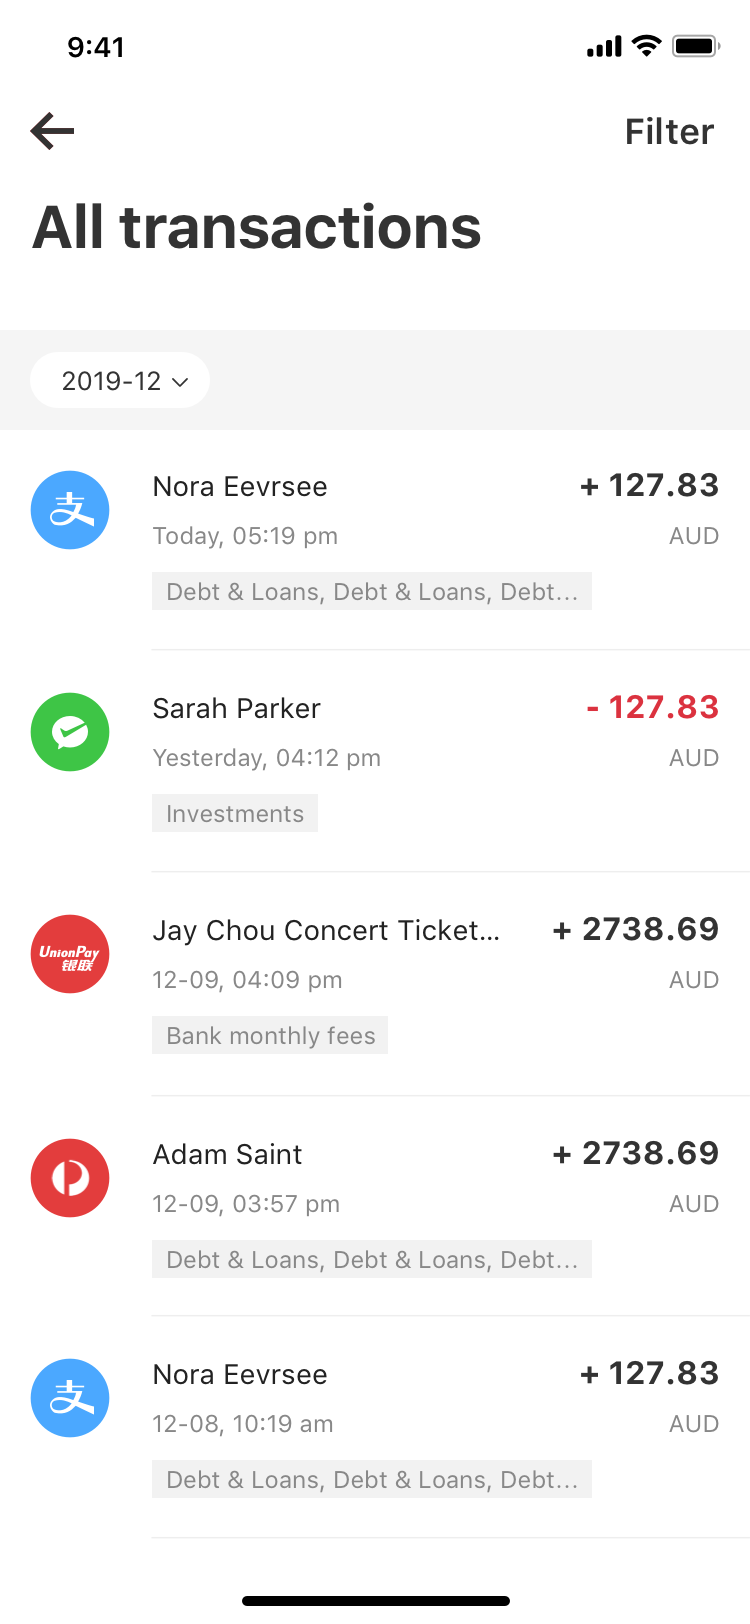 9:41
Filter
All transactions
2019-12
支
Nora Eevrsee
+ 127.83
Today, 05:19 pm
AUD
Debt & Loans, Debt & Loans, Debt...
Sarah Parker
- 127.83
Yesterday, 04:12 pm
AUD
Investments
UnionPay
银联
Jay Chou Concert Ticket...
+ 2738.69
12-09, 04:09 pm
AUD
Bank monthly fees
Adam Saint
+ 2738.69
12-09, 03:57 pm
AUD
Debt & Loans, Debt & Loans, Debt...
支
Nora Eevrsee
+ 127.83
12-08, 10:19 am
AUD
Debt & Loans, Debt & Loans, Debt...